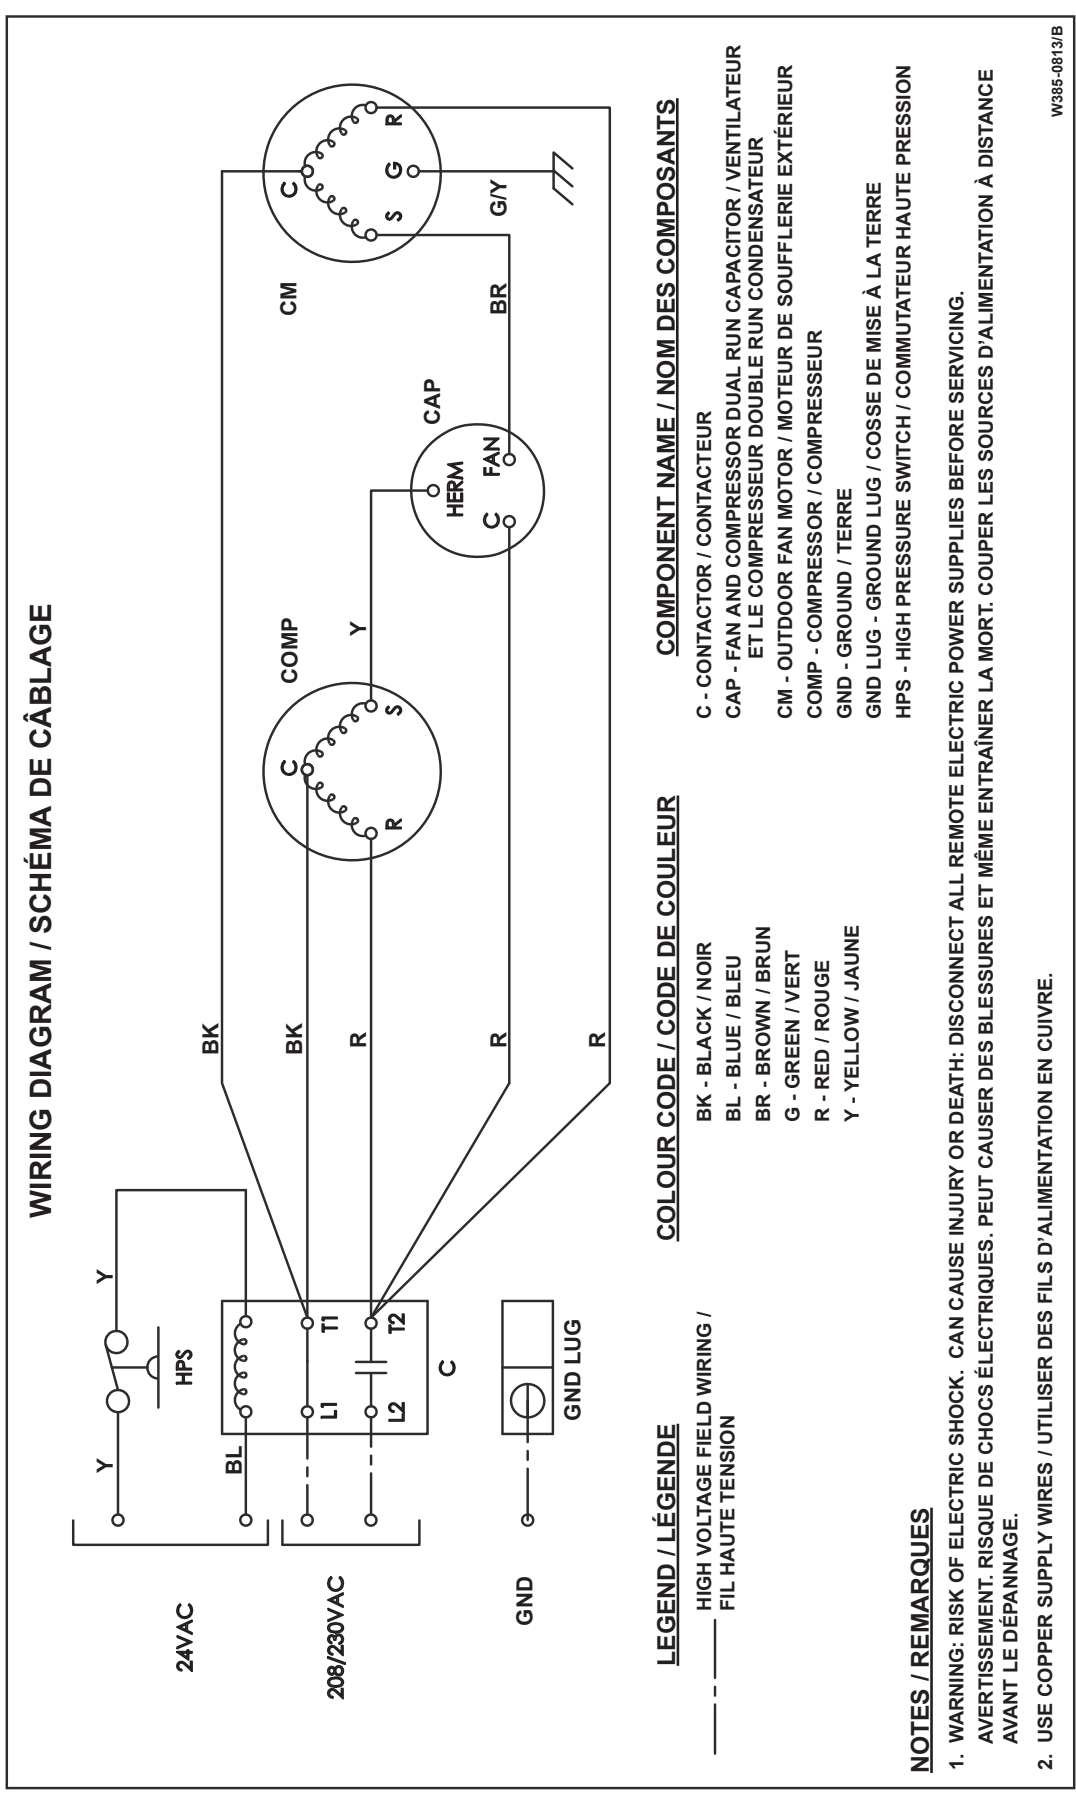 WIRING DIAGRAM / SCHÉMA DE CÂBLAGE
24VAC
208/230VAC
GND
Y
Y
HPS
BL
L1
T1
L2
T2
C
GND LUG
BK
BK
R
R
R
COMP
C
R
S
Y
CAP
HERM
C
FAN
BR
CM
C
S
G
R
G/Y
LEGEND / LÉGENDE
HIGH VOLTAGE FIELD WIRING /
FIL HAUTE TENSION
COLOUR CODE / CODE DE COULEUR
BK - BLACK / NOIR
BL - BLUE / BLEU
BR - BROWN / BRUN
G - GREEN / VERT
R - RED / ROUGE
Y - YELLOW / JAUNE
COMPONENT NAME / NOM DES COMPOSANTS
C - CONTACTOR / CONTACTEUR
CAP - FAN AND COMPRESSOR DUAL RUN CAPACITOR / VENTILATEUR
ET LE COMPRESSEUR DOUBLE RUN CONDENSATEUR
CM - OUTDOOR FAN MOTOR / MOTEUR DE SOUFFLERIE EXTÉRIEUR
COMP - COMPRESSOR / COMPRESSEUR
GND - GROUND / TERRE
GND LUG - GROUND LUG / COSSE DE MISE À LA TERRE
HPS - HIGH PRESSURE SWITCH / COMMUTATEUR HAUTE PRESSION
NOTES / REMARQUES
1. WARNING: RISK OF ELECTRIC SHOCK. CAN CAUSE INJURY OR DEATH: DISCONNECT ALL REMOTE ELECTRIC POWER SUPPLIES BEFORE SERVICING.
AVERTISSEMENT. RISQUE DE CHOCS ÉLECTRIQUES. PEUT CAUSER DES BLESSURES ET MÊME ENTRAÎNER LA MORT. COUPER LES SOURCES D'ALIMENTATION À DISTANCE
AVANT LE DÉPANNAGE.
2. USE COPPER SUPPLY WIRES / UTILISER DES FILS D'ALIMENTATION EN CUIVRE.
W385-0813/B